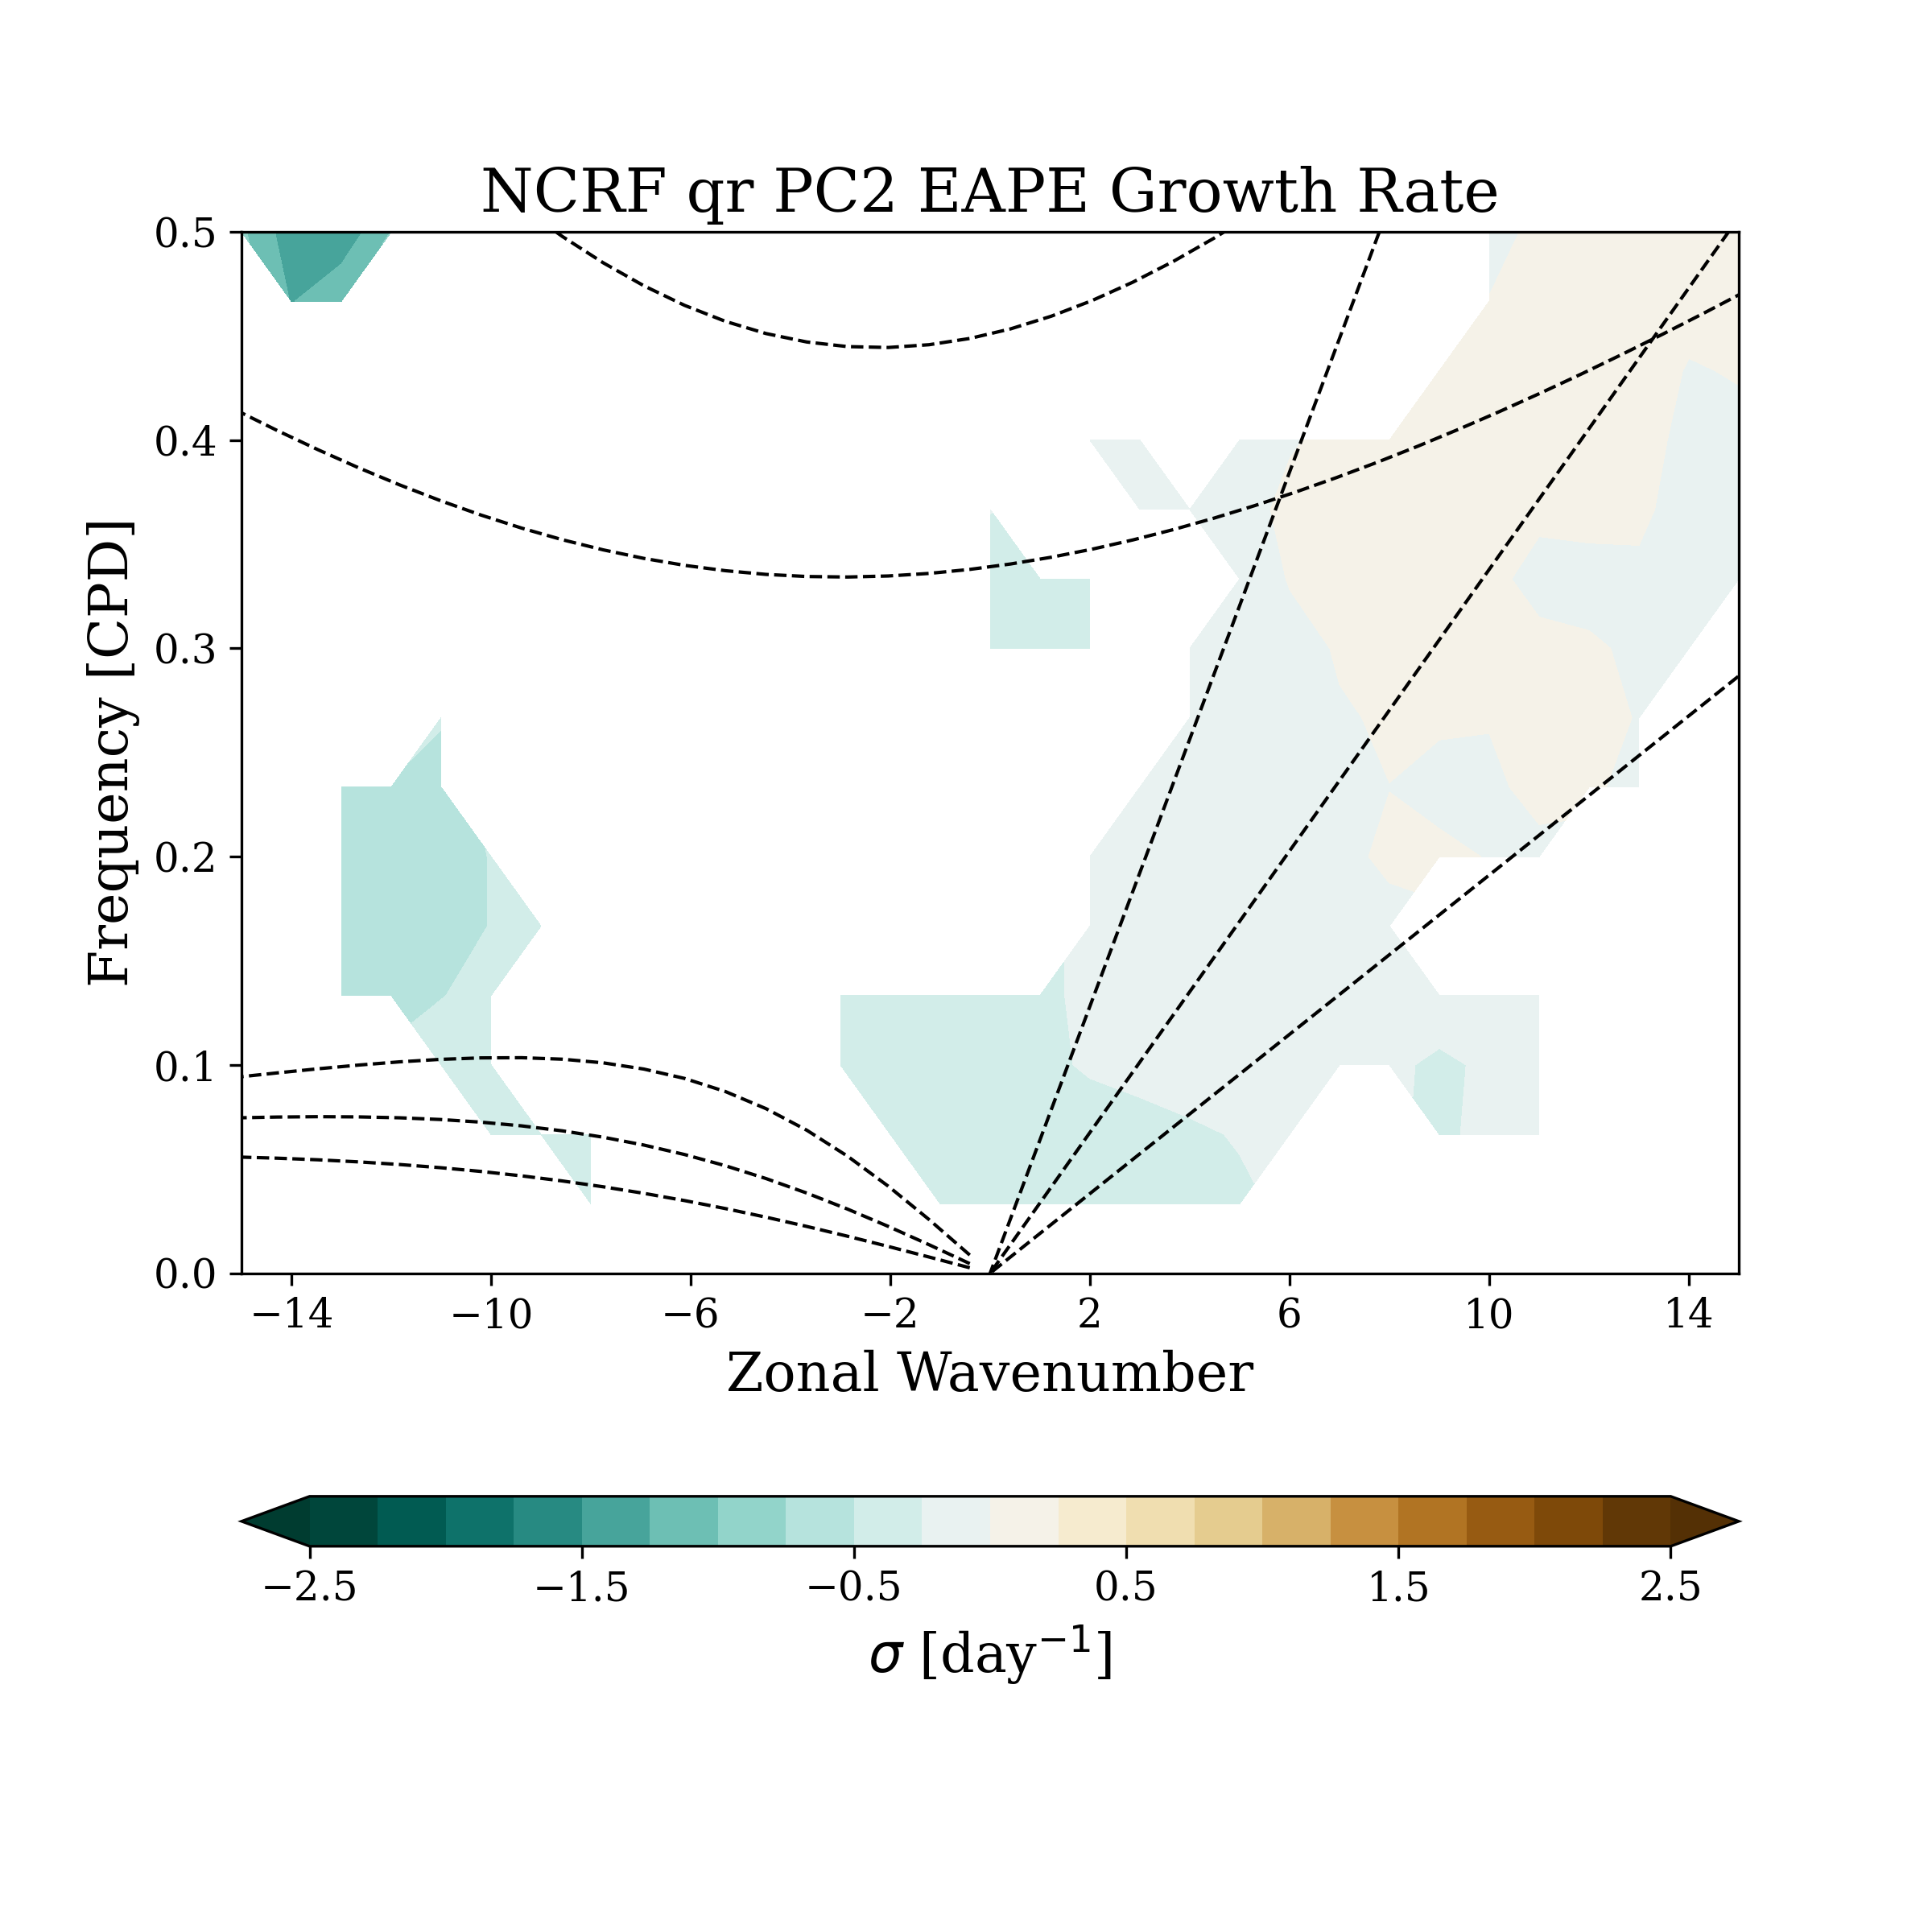 NCRF qr PC2 EAPE Growth Rate
0.5
0.4
0.3
0.2
0.1
0.0
Frequency [CPD]
−14 −10 −6 −2 2 6 10 14
Zonal Wavenumber
−2.5 −1.5 −0.5 0.5 1.5 2.5
σ [day⁻¹]